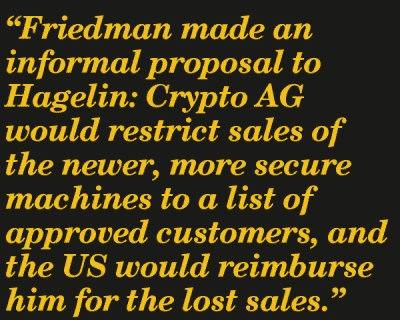 “Friedman made an
informal proposal to
Hagelin: Crypto AG
would restrict sales of
the newer, more secure
machines to a list of
approved customers, and
the US would reimburse
him for the lost sales.”